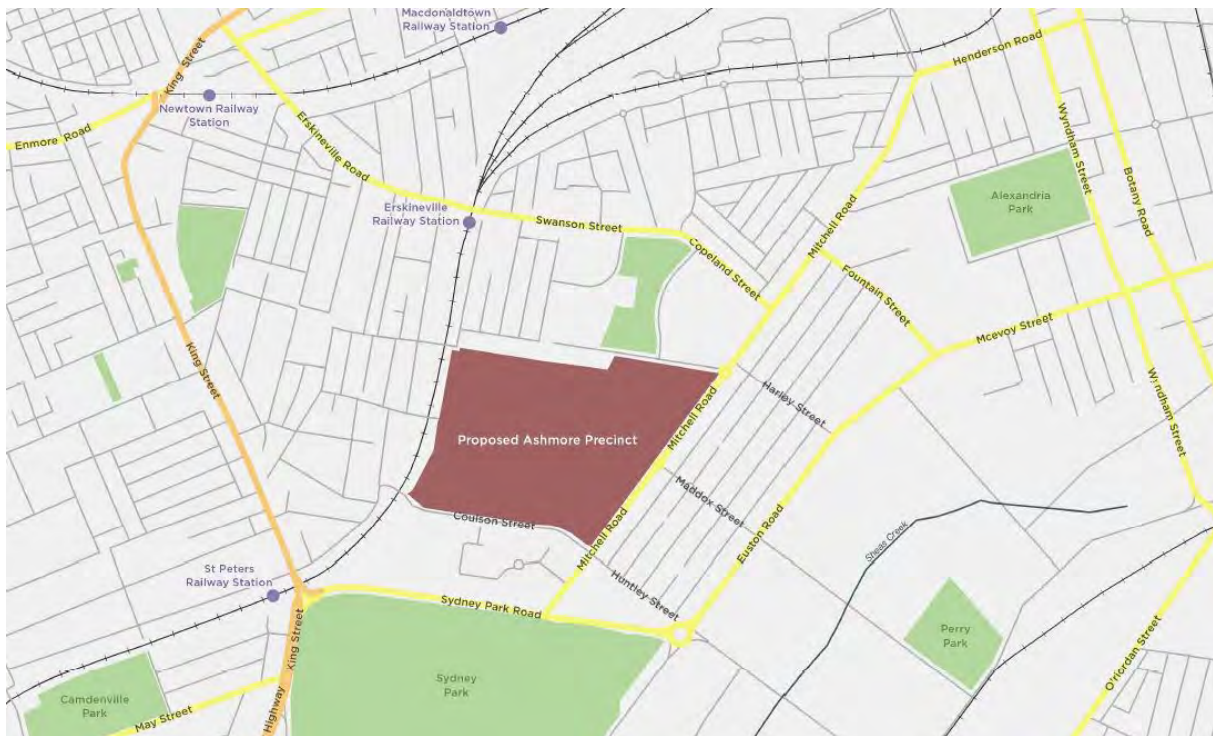 Macdonaldtown
Railway Station
King Street
Newtown Railway
Station
Enmore Road
Erskineville Road
Henderson Road
Wyndham Street
Botany Road
Erskineville
Railway Station
Swanson Street
Alexandria
Park
Mitchell Road
Copeland Street
Fountain Street
Mcevoy Street
King Street
Harley Street
Wyndham Street
Proposed Ashmore Precinct
Mitchell Road
Maddox Street
Euston Road
Coulson Street
Mitchell Road
Sheas Creek
St Peters
Railway Station
Huntley Street
Sydney Park Road
King Street
Perry
Park
O'riordan Street
Sydney
Park
Camdenville
Park
May Street
Highway